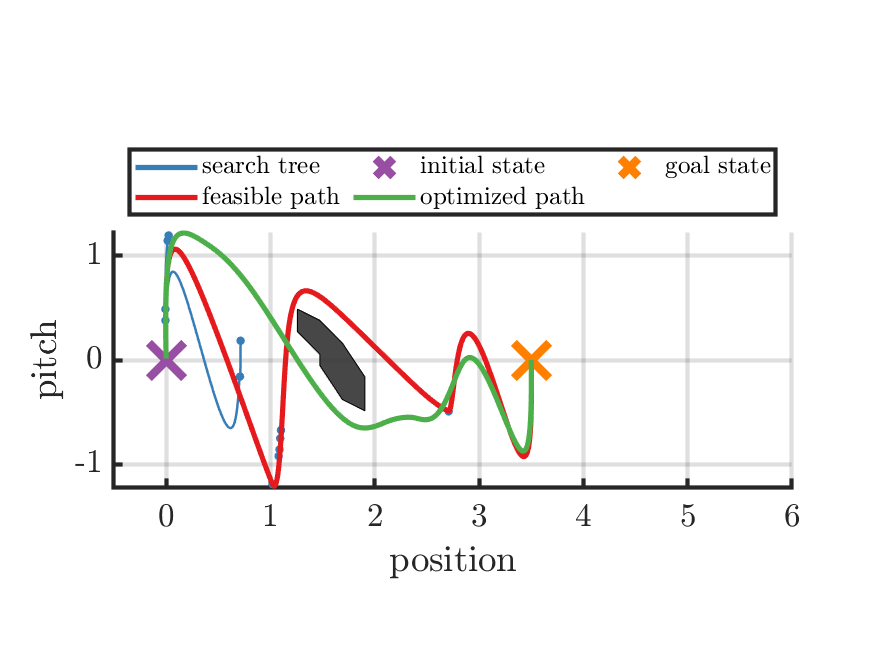 search tree initial state goal state
feasible path optimized path
1
0
-1
pitch
0 1 2 3 4 5 6
position